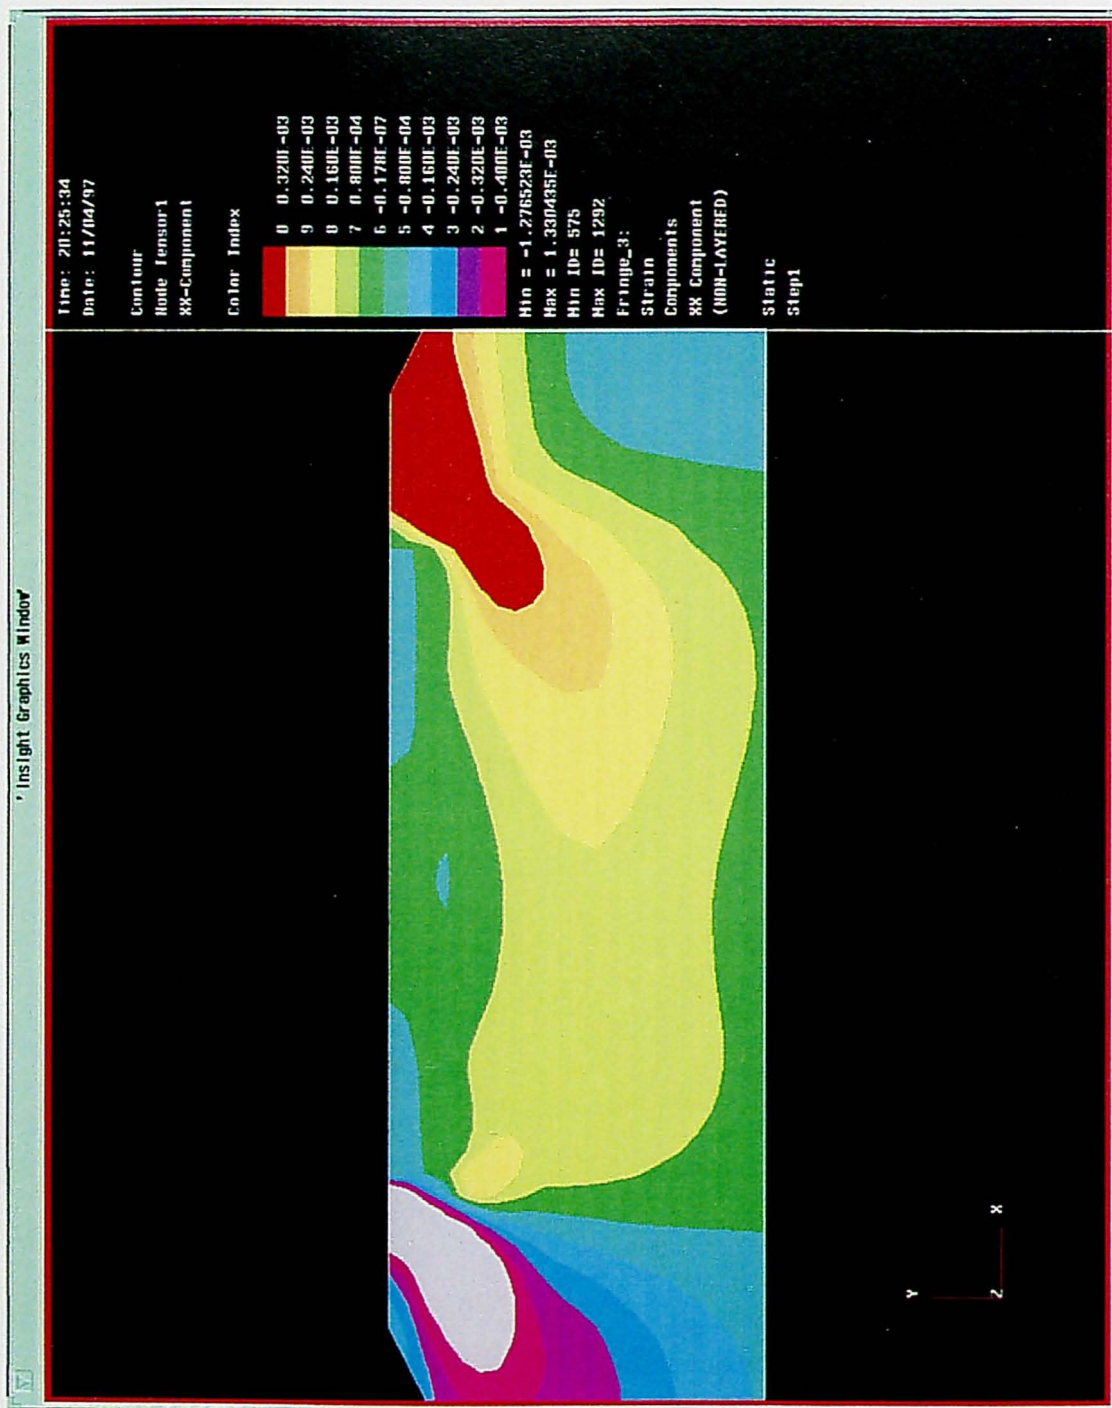 Insight Graphics Window
Time: 20:25:34
Date: 11/04/97
Contour
Node Tensor1
XX-Component
Color Index
0 0.320E-03
9 0.240E-03
8 0.160E-03
7 0.800E-04
6 -0.178E-07
5 -0.800E-04
4 -0.160E-03
3 -0.240E-03
2 -0.320E-03
1 -0.400E-03
Min = -1.276523E-03
Max = 1.330435E-03
Min ID= 575
Max ID= 1292
Fringe_3:
Strain
Components
XX Component
(NON-LAYERED)
Static
Step1
Y
Z X